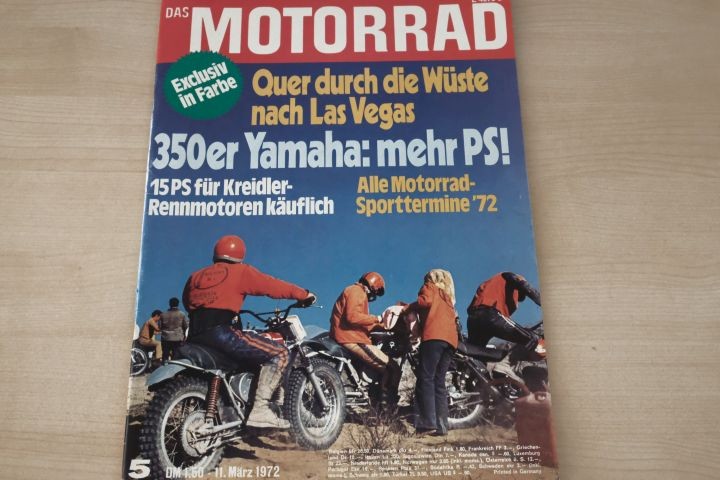 DAS MOTORRAD
Exclusiv
in Farbe
Quer durch die Wüste
nach Las Vegas
350er Yamaha: mehr PS!
15 PS für Kreidler-
Rennmotoren käuflich
Alle Motorrad-
Sporttermine '72
5
DM 1,60 · 11. März 1972
Printed in Germany